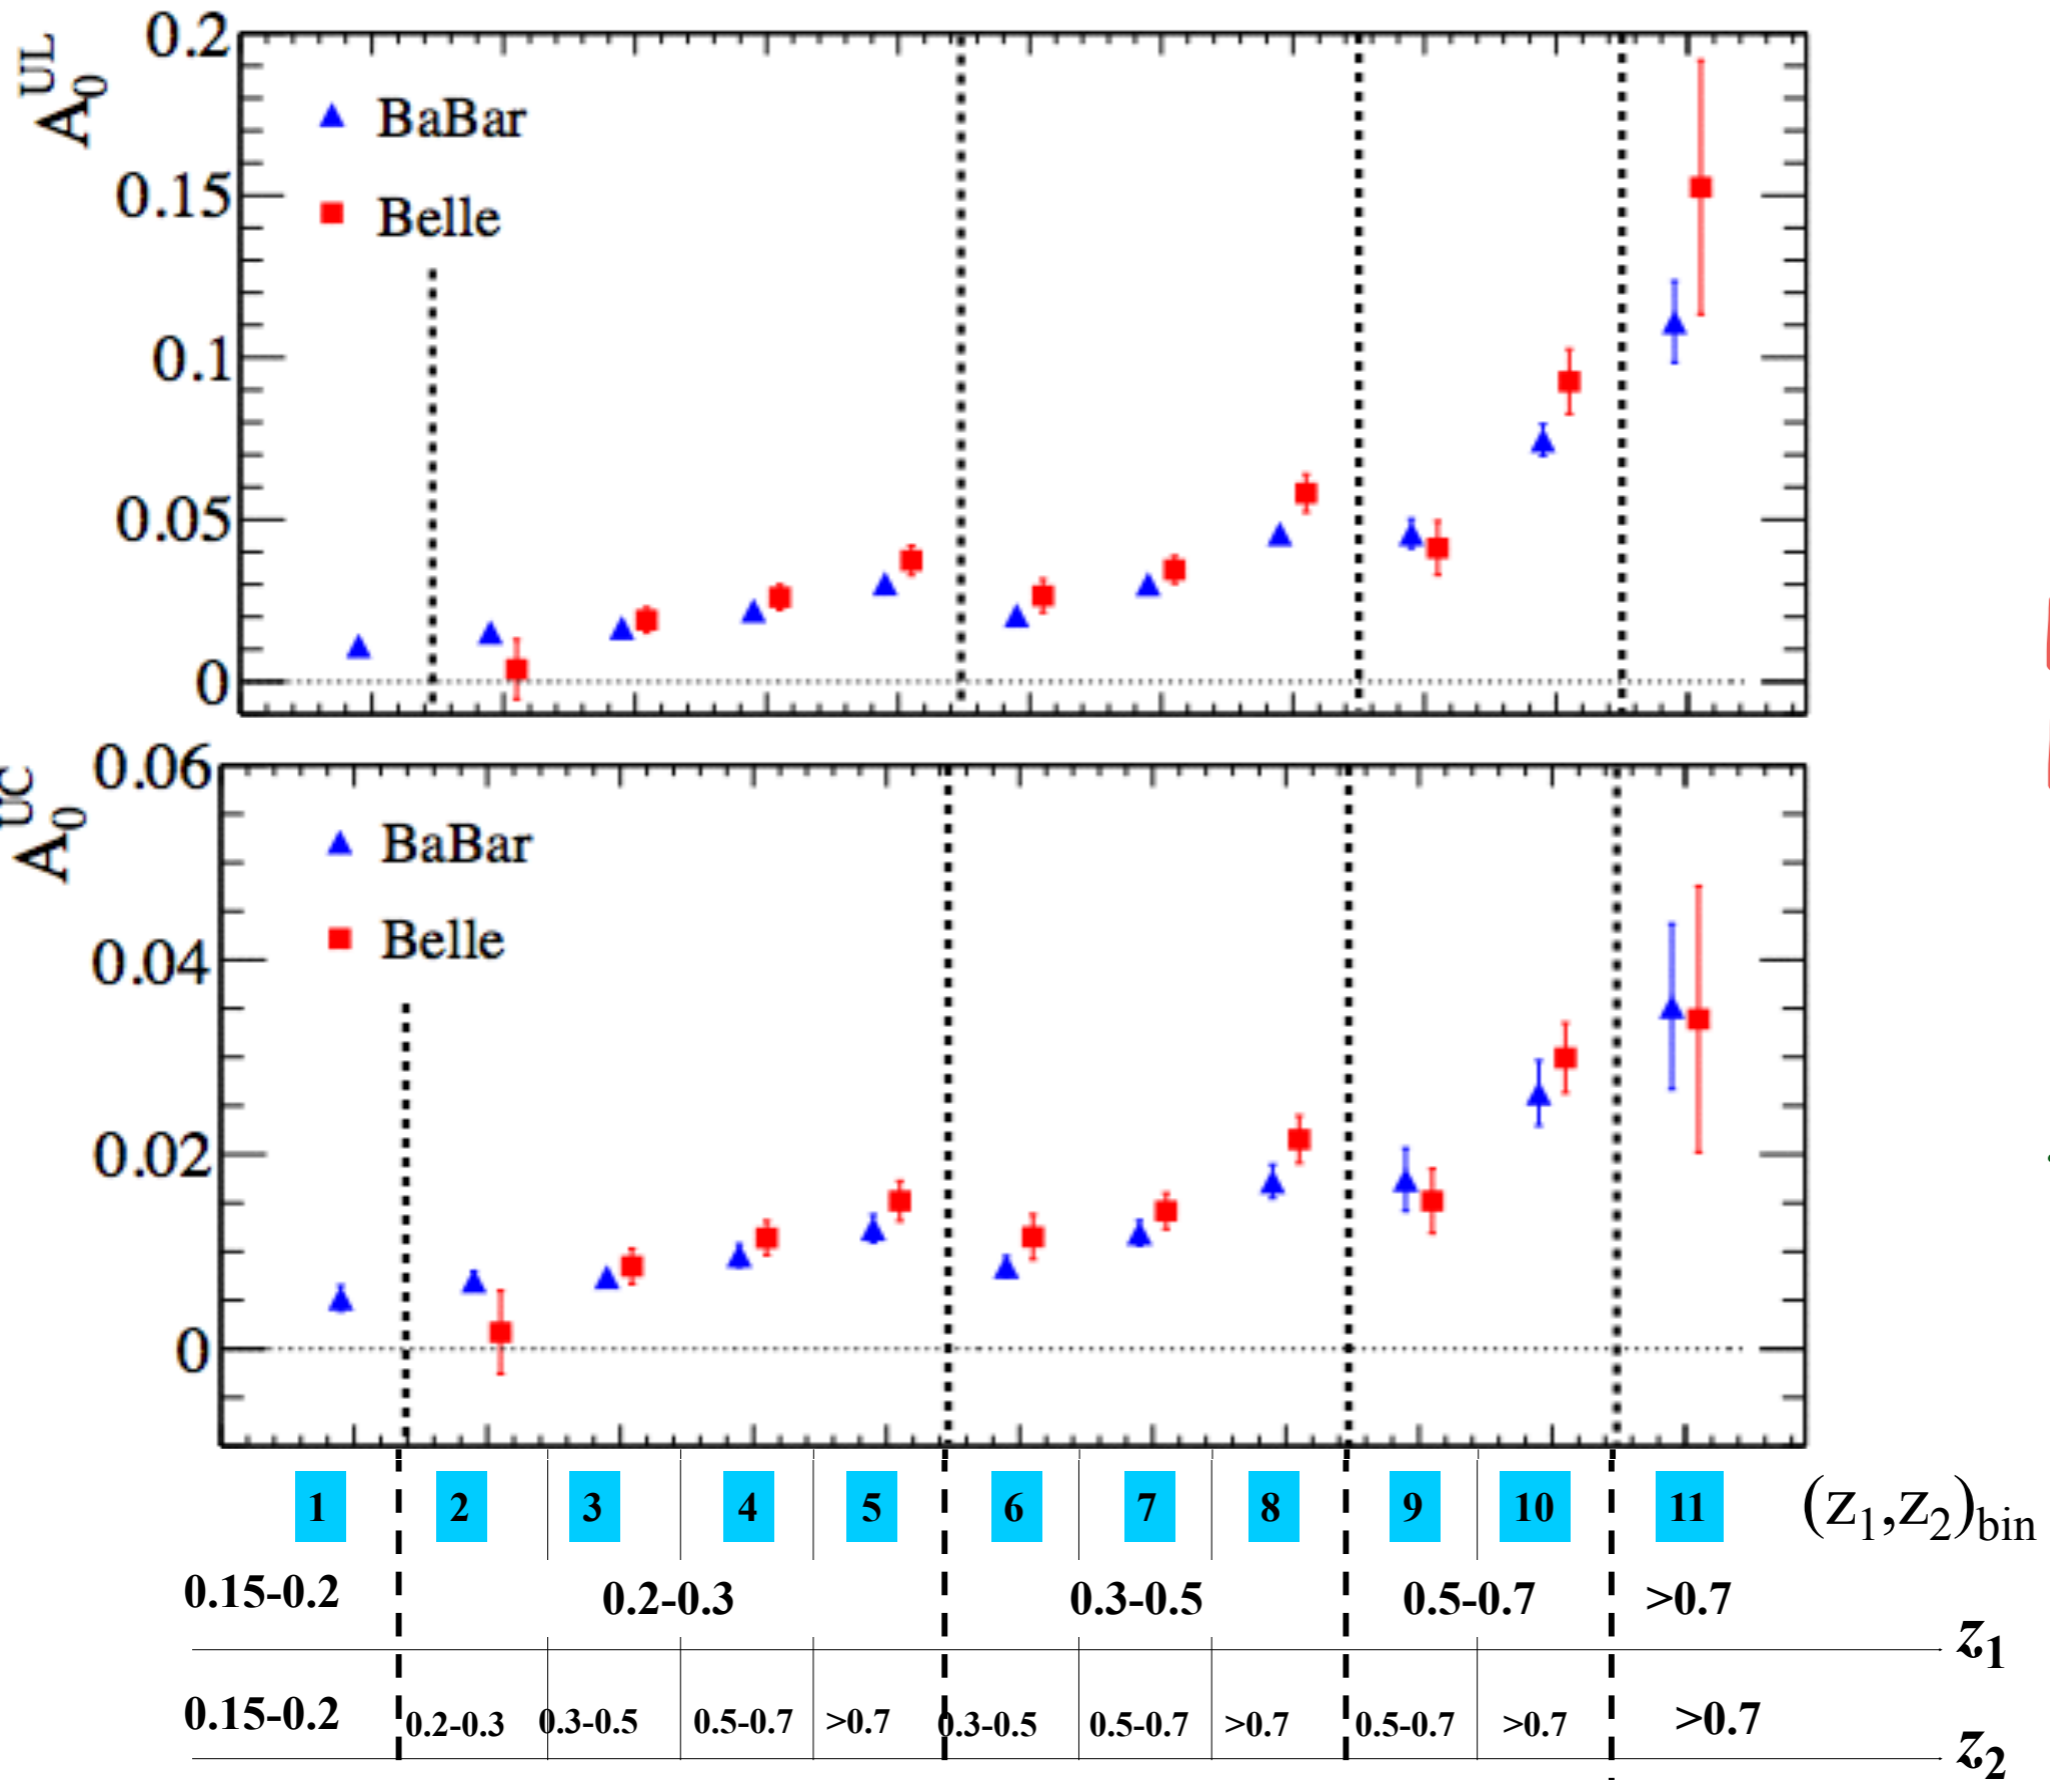 0.2
A₀^UL
BaBar
0.15
Belle
0.1
0.05
0
0.06
A₀^UC
BaBar
0.04
Belle
0.02
0
1 2 3 4 5 6 7 8 9 10 11 (z₁,z₂)bin
0.15-0.2 0.2-0.3 0.3-0.5 0.5-0.7 >0.7
z₁
0.15-0.2 0.2-0.3 0.3-0.5 0.5-0.7 >0.7 0.3-0.5 0.5-0.7 >0.7 0.5-0.7 >0.7 >0.7
z₂